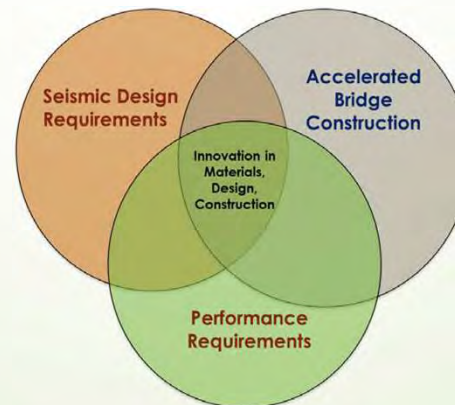 Seismic Design
Requirements
Accelerated
Bridge
Construction
Innovation in
Materials,
Design,
Construction
Performance
Requirements